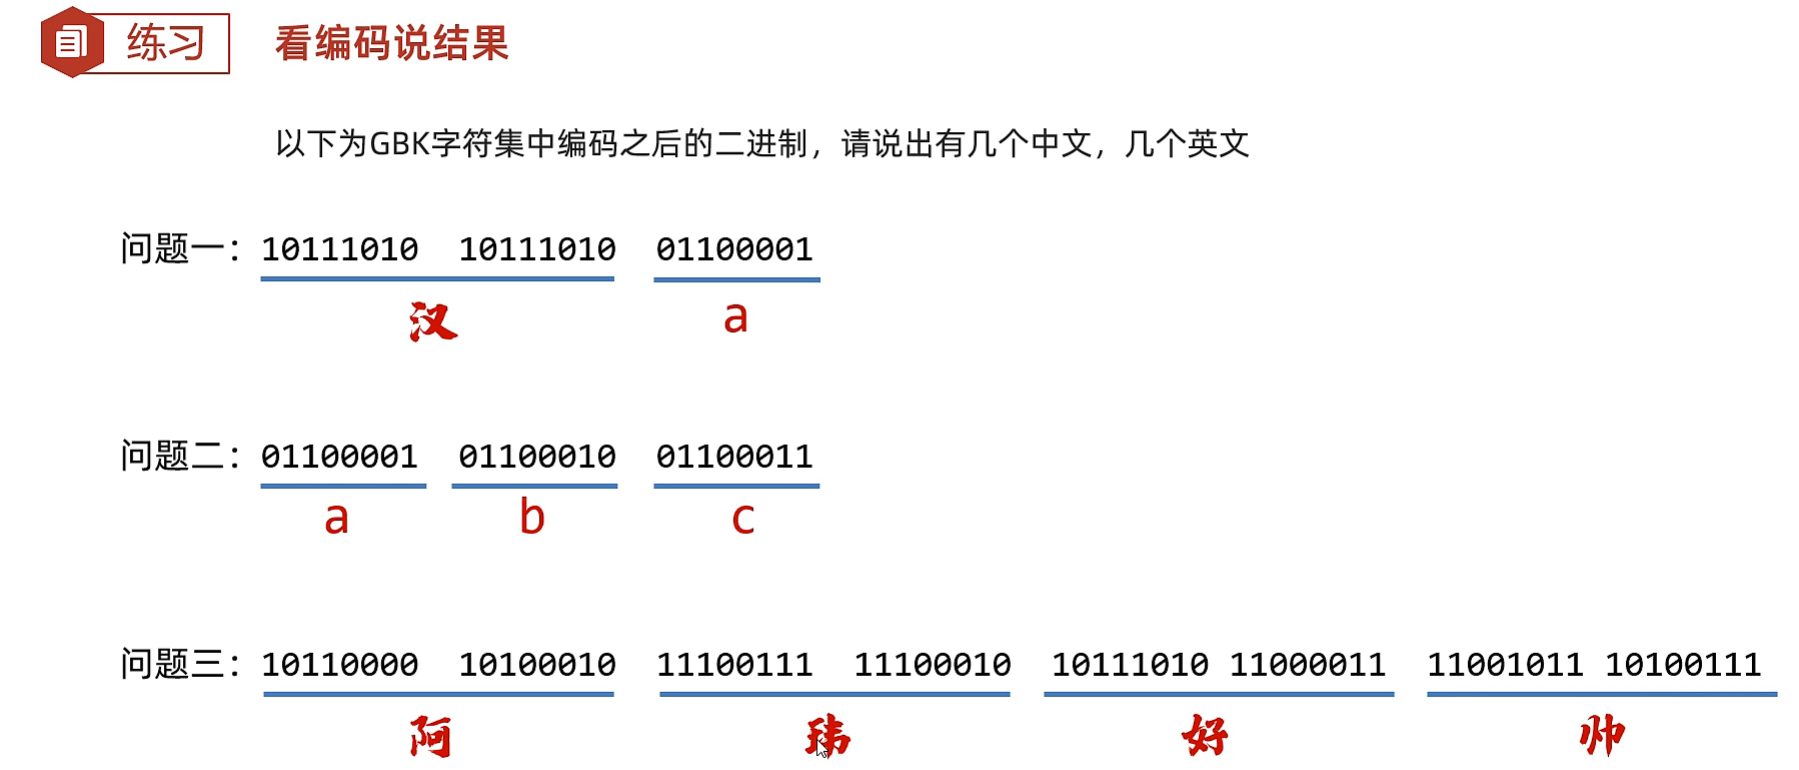 练习 看编码说结果
以下为GBK字符集中编码之后的二进制，请说出有几个中文，几个英文
问题一：10111010 10111010 01100001
汉 a
问题二：01100001 01100010 01100011
a b c
问题三：10110000 10100010 11100111 11100010 10111010 11000011 11001011 10100111
阿 玮 好 帅